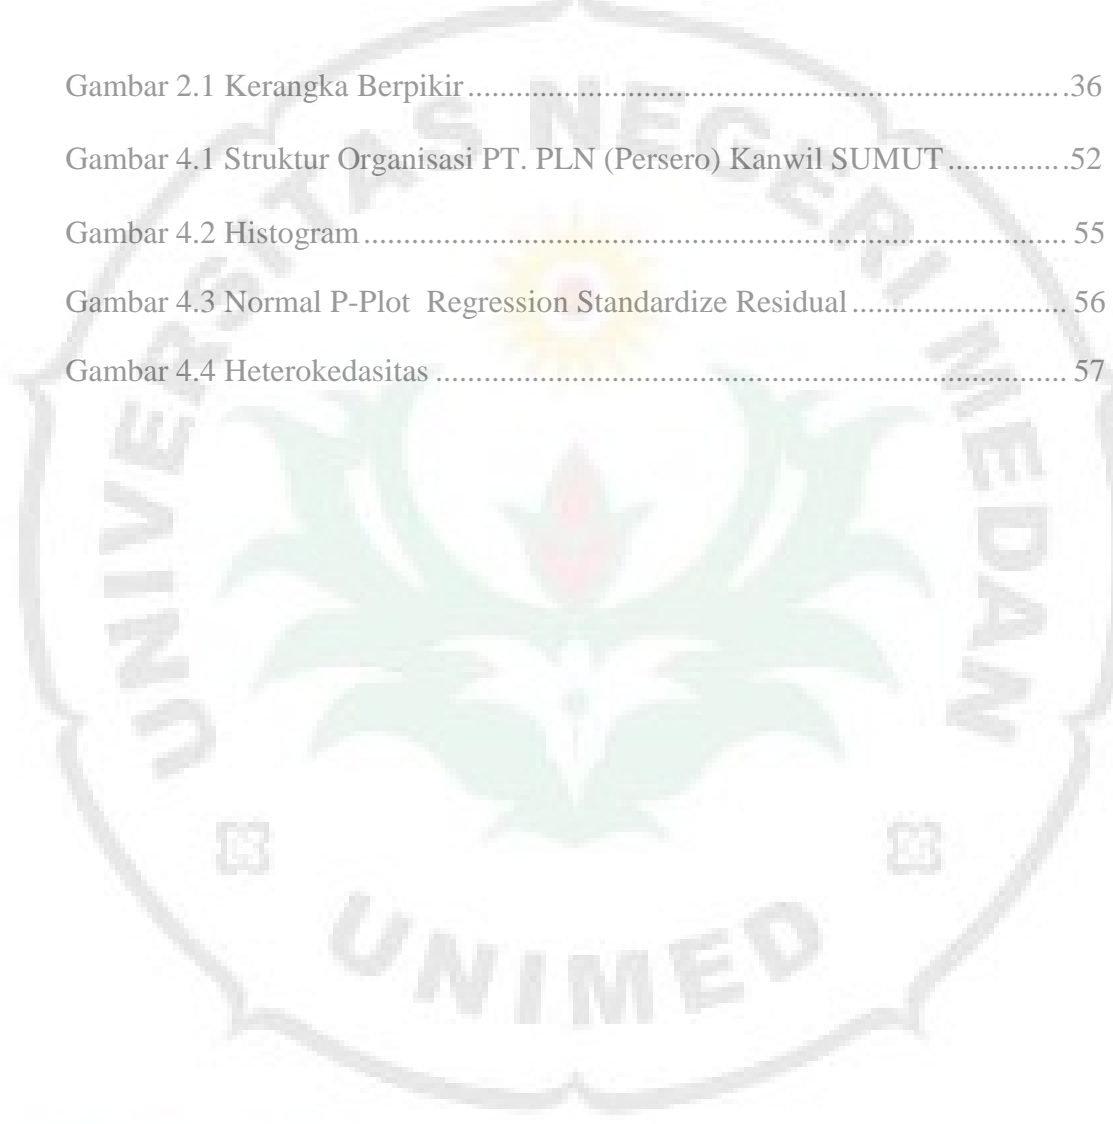 Gambar 2.1 Kerangka Berpikir...........................................................................36
Gambar 4.1 Struktur Organisasi PT. PLN (Persero) Kanwil SUMUT...............52
Gambar 4.2 Histogram........................................................................................ 55
Gambar 4.3 Normal P-Plot  Regression Standardize Residual........................... 56
Gambar 4.4 Heterokedasitas............................................................................... 57
UNIVERSITAS NEGERI MEDAN
UNIMED